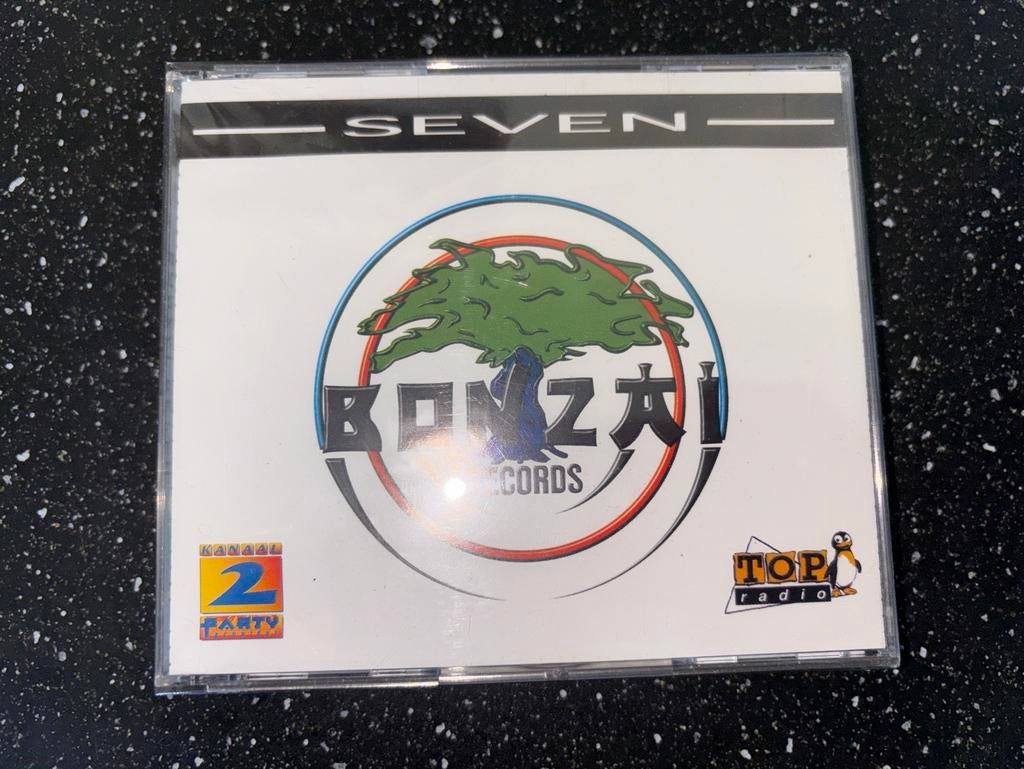 SEVEN
BONZAI
RECORDS
KANAAL
2
PARTY
TOP
radio